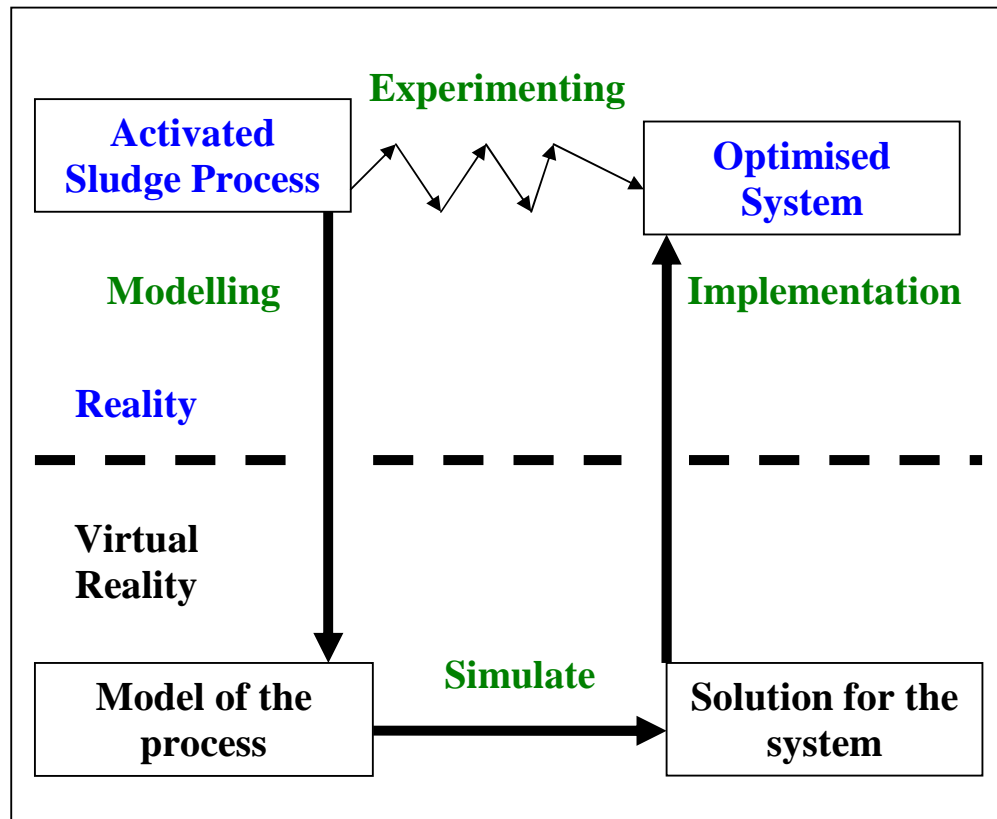 Experimenting
Activated
Sludge Process
Optimised
System
Modelling
Implementation
Reality
Virtual
Reality
Simulate
Model of the
process
Solution for the
system